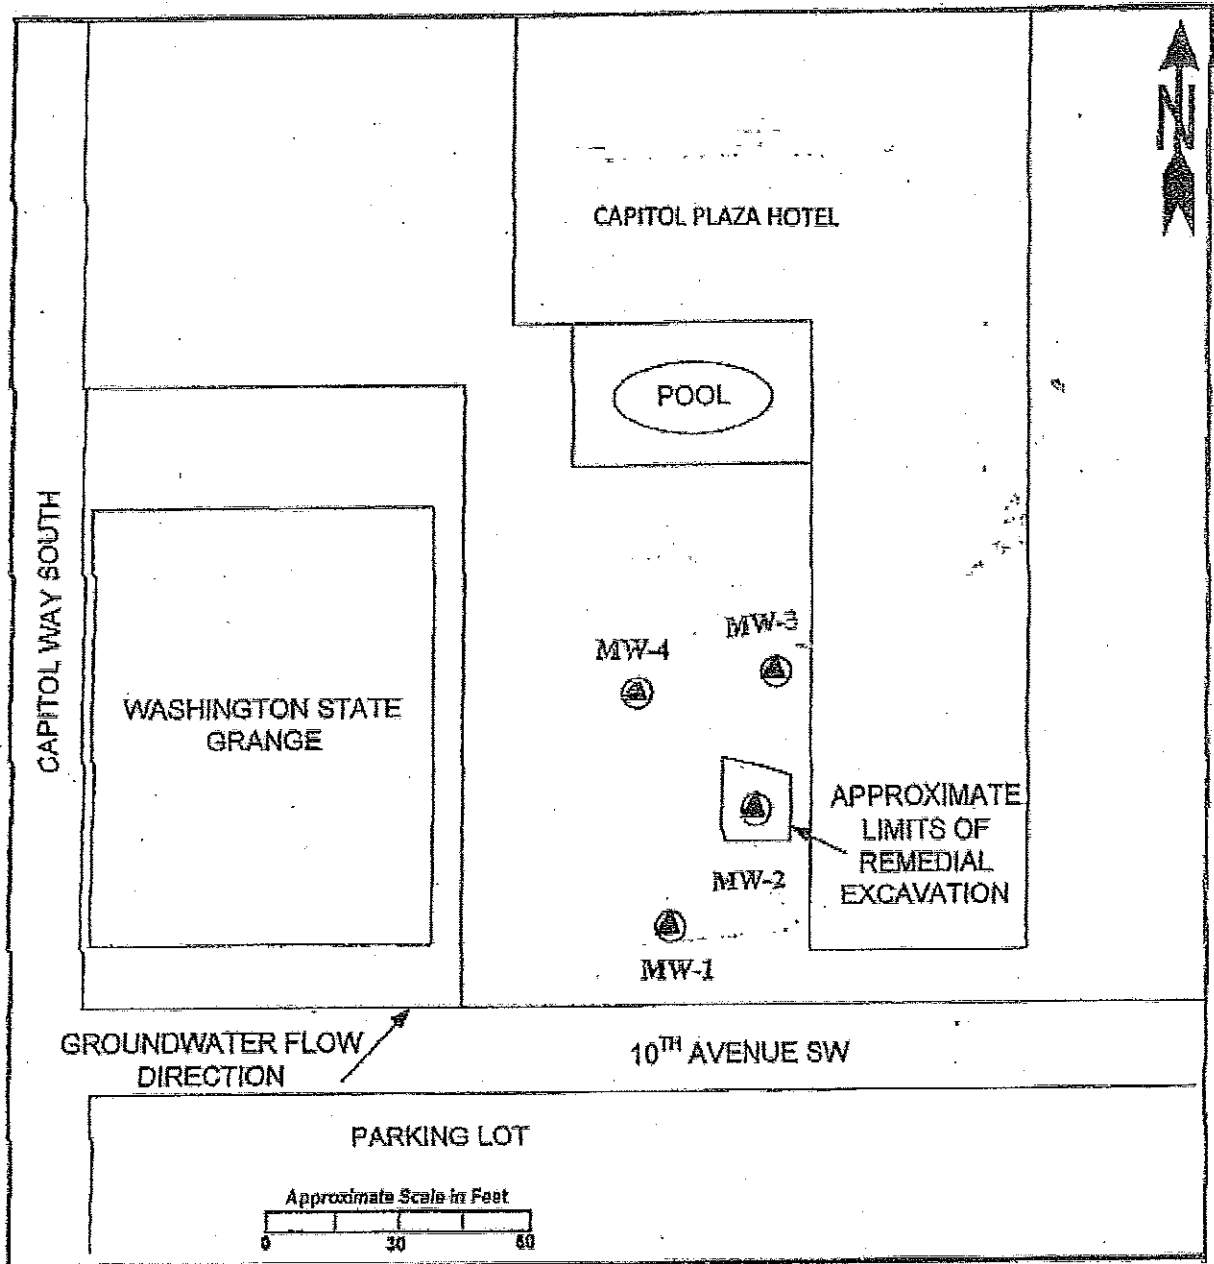 N
CAPITOL PLAZA HOTEL
POOL
CAPITOL WAY SOUTH
MW-3
MW-4
WASHINGTON STATE
GRANGE
APPROXIMATE
LIMITS OF
REMEDIAL
EXCAVATION
MW-2
MW-1
GROUNDWATER FLOW
DIRECTION
10TH AVENUE SW
PARKING LOT
Approximate Scale in Feet
0 30 60